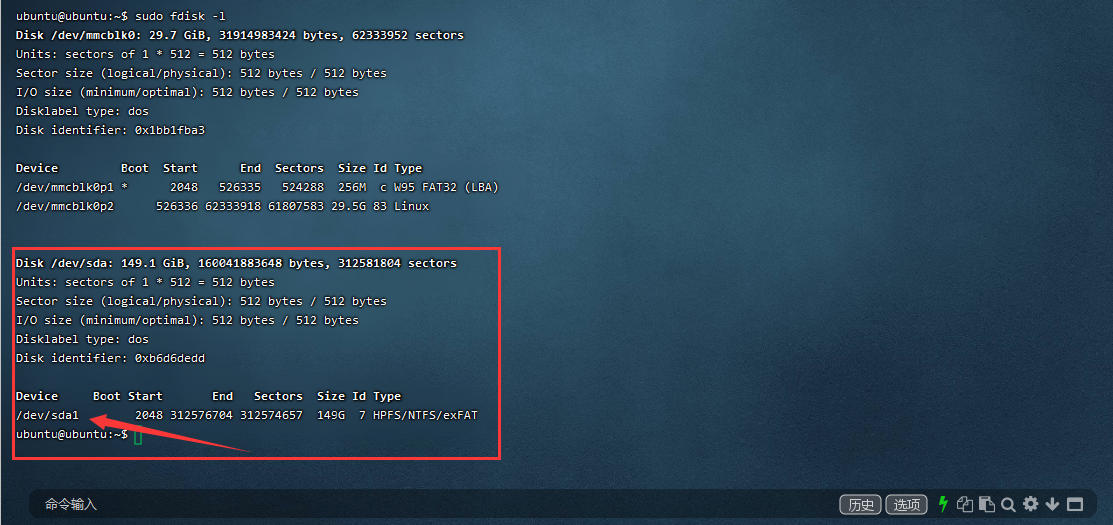 ubuntu@ubuntu:~$ sudo fdisk -l
Disk /dev/mmcblk0: 29.7 GiB, 31914983424 bytes, 62333952 sectors
Units: sectors of 1 * 512 = 512 bytes
Sector size (logical/physical): 512 bytes / 512 bytes
I/O size (minimum/optimal): 512 bytes / 512 bytes
Disklabel type: dos
Disk identifier: 0x1bb1fba3
Device         Boot  Start      End  Sectors  Size Id Type
/dev/mmcblk0p1 *      2048   526335   524288  256M  c W95 FAT32 (LBA)
/dev/mmcblk0p2      526336 62333918 61807583 29.5G 83 Linux
Disk /dev/sda: 149.1 GiB, 160041883648 bytes, 312581804 sectors
Units: sectors of 1 * 512 = 512 bytes
Sector size (logical/physical): 512 bytes / 512 bytes
I/O size (minimum/optimal): 512 bytes / 512 bytes
Disklabel type: dos
Disk identifier: 0xb6d6dedd
Device     Boot Start       End   Sectors  Size Id Type
/dev/sda1        2048 312576704 312574657  149G  7 HPFS/NTFS/exFAT
ubuntu@ubuntu:~$
命令输入 历史 选项